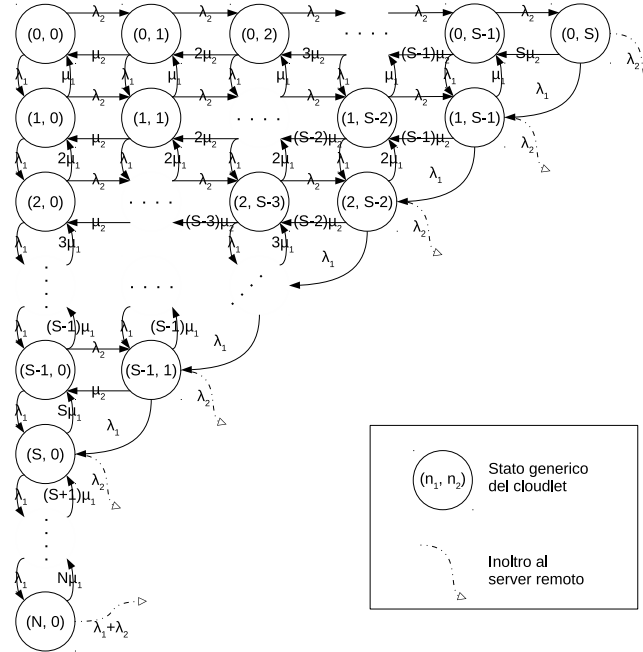 λ₂ λ₂ λ₂ λ₂ λ₂
(0, 0) (0, 1) (0, 2) . . . . (0, S-1) (0, S)
μ₂ 2μ₂ 3μ₂ (S-1)μ₂ Sμ₂ λ₂
λ₁ μ₁ λ₁ μ₁ λ₁ μ₁ λ₁ μ₁ λ₁ μ₁ λ₁
λ₂ λ₂ λ₂ λ₂
(1, 0) (1, 1) . . . . (1, S-2) (1, S-1)
μ₂ 2μ₂ (S-2)μ₂ (S-1)μ₂ λ₂
λ₁ 2μ₁ λ₁ 2μ₁ λ₁ 2μ₁ λ₁ 2μ₁ λ₁
λ₂ λ₂ λ₂
(2, 0) . . . . (2, S-3) (2, S-2)
μ₂ (S-3)μ₂ (S-2)μ₂ λ₂
λ₁ 3μ₁ λ₁ 3μ₁ λ₁
. . . .
λ₁ (S-1)μ₁ λ₁ (S-1)μ₁ λ₁
λ₂
(S-1, 0) (S-1, 1)
μ₂ λ₂
λ₁ Sμ₁ λ₁
(S, 0)
λ₂
λ₁ (S+1)μ₁
λ₁ Nμ₁
(N, 0)
λ₁+λ₂
(n₁, n₂)
Stato generico
del cloudlet
Inoltro al
server remoto